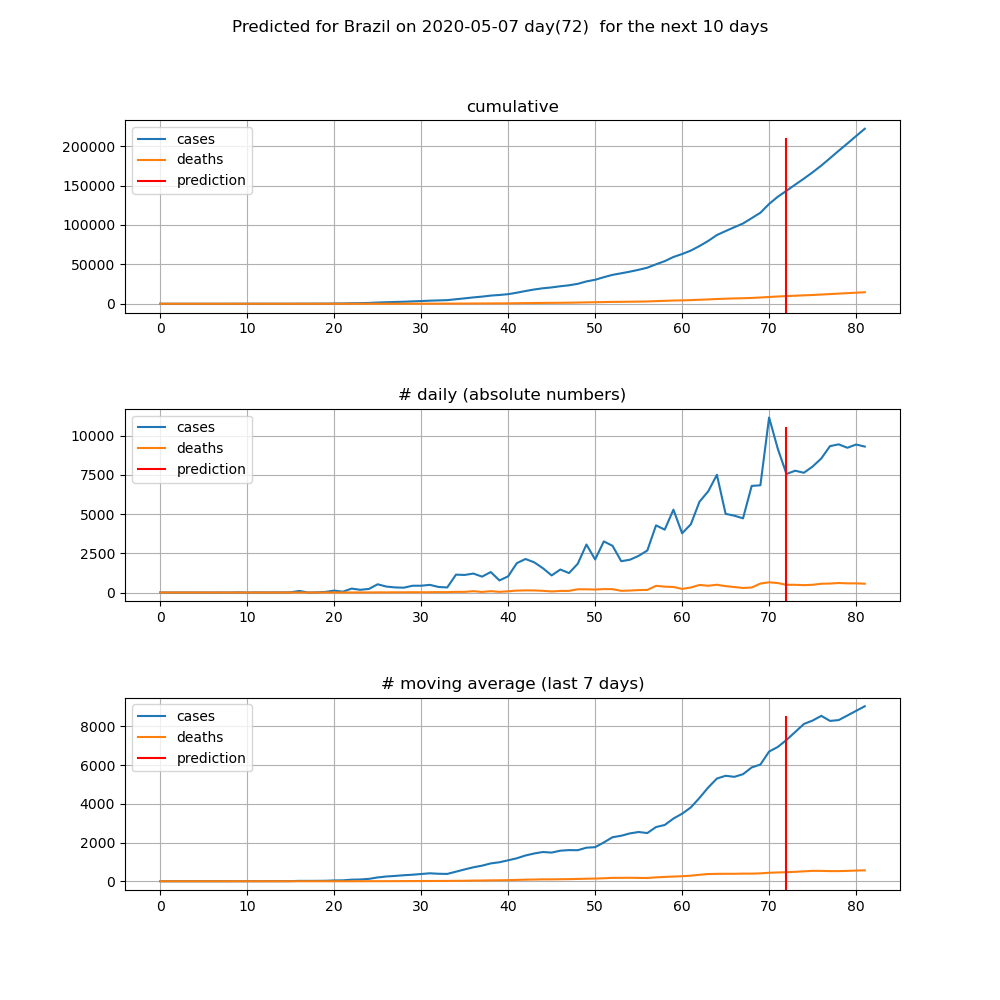 Predicted for Brazil on 2020-05-07 day(72)  for the next 10 days
cumulative
cases
deaths
prediction
200000
150000
100000
50000
0
0 10 20 30 40 50 60 70 80
# daily (absolute numbers)
cases
deaths
prediction
10000
7500
5000
2500
0
0 10 20 30 40 50 60 70 80
# moving average (last 7 days)
cases
deaths
prediction
8000
6000
4000
2000
0
0 10 20 30 40 50 60 70 80